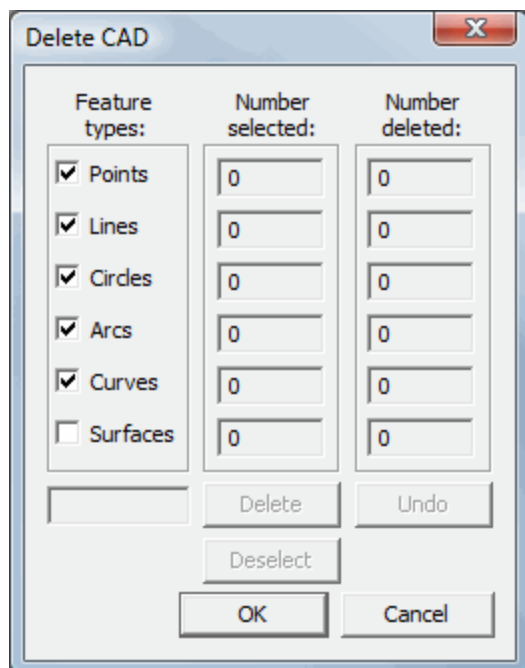 Delete CAD
Feature types:
Number selected:
Number deleted:
Points 0 0
Lines 0 0
Circles 0 0
Arcs 0 0
Curves 0 0
Surfaces 0 0
Delete Undo
Deselect
OK Cancel